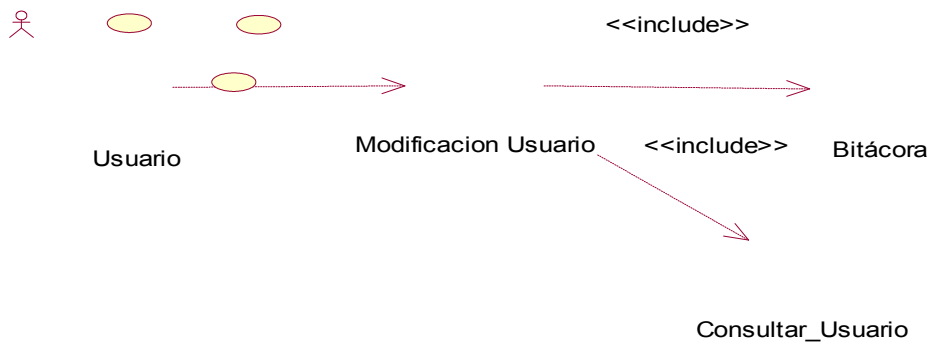 <<include>>
Modificacion Usuario
<<include>>
Bitácora
Usuario
Consultar_Usuario